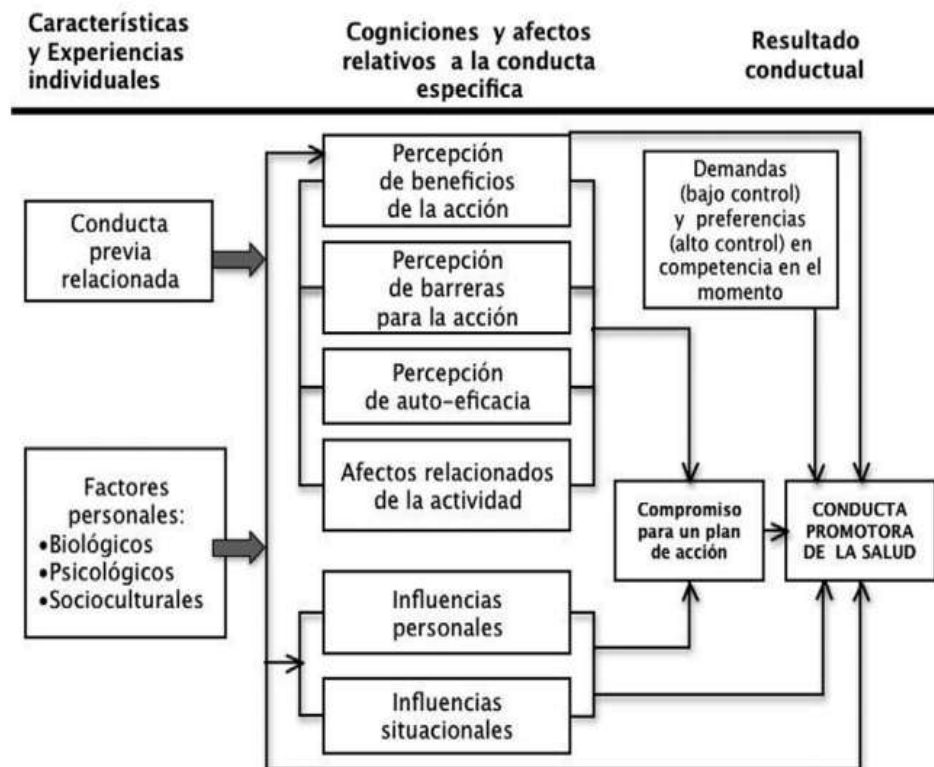 Características
y Experiencias
individuales
Cogniciones y afectos
relativos a la conducta
especifica
Resultado
conductual
Conducta
previa
relacionada
Factores
personales:
•Biológicos
•Psicológicos
•Socioculturales
Percepción
de beneficios
de la acción
Percepción
de barreras
para la acción
Percepción
de auto-eficacia
Afectos relacionados
de la actividad
Influencias
personales
Influencias
situacionales
Demandas
(bajo control)
y preferencias
(alto control) en
competencia en el
momento
Compromiso
para un plan
de acción
CONDUCTA
PROMOTORA
DE LA SALUD